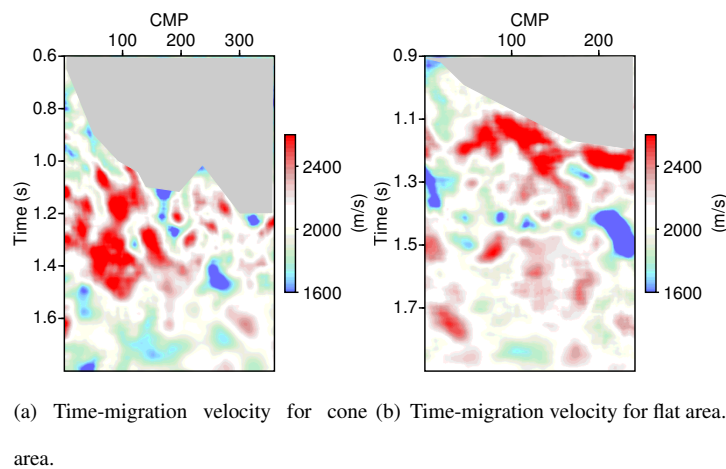 CMP
100 200 300
0.6
0.8
1.0
1.2
1.4
1.6
Time (s)
2400
2000
1600
(m/s)
CMP
100 200
0.9
1.1
1.3
1.5
1.7
Time (s)
2400
2000
1600
(m/s)
(a) Time-migration velocity for cone
area.
(b) Time-migration velocity for flat area.